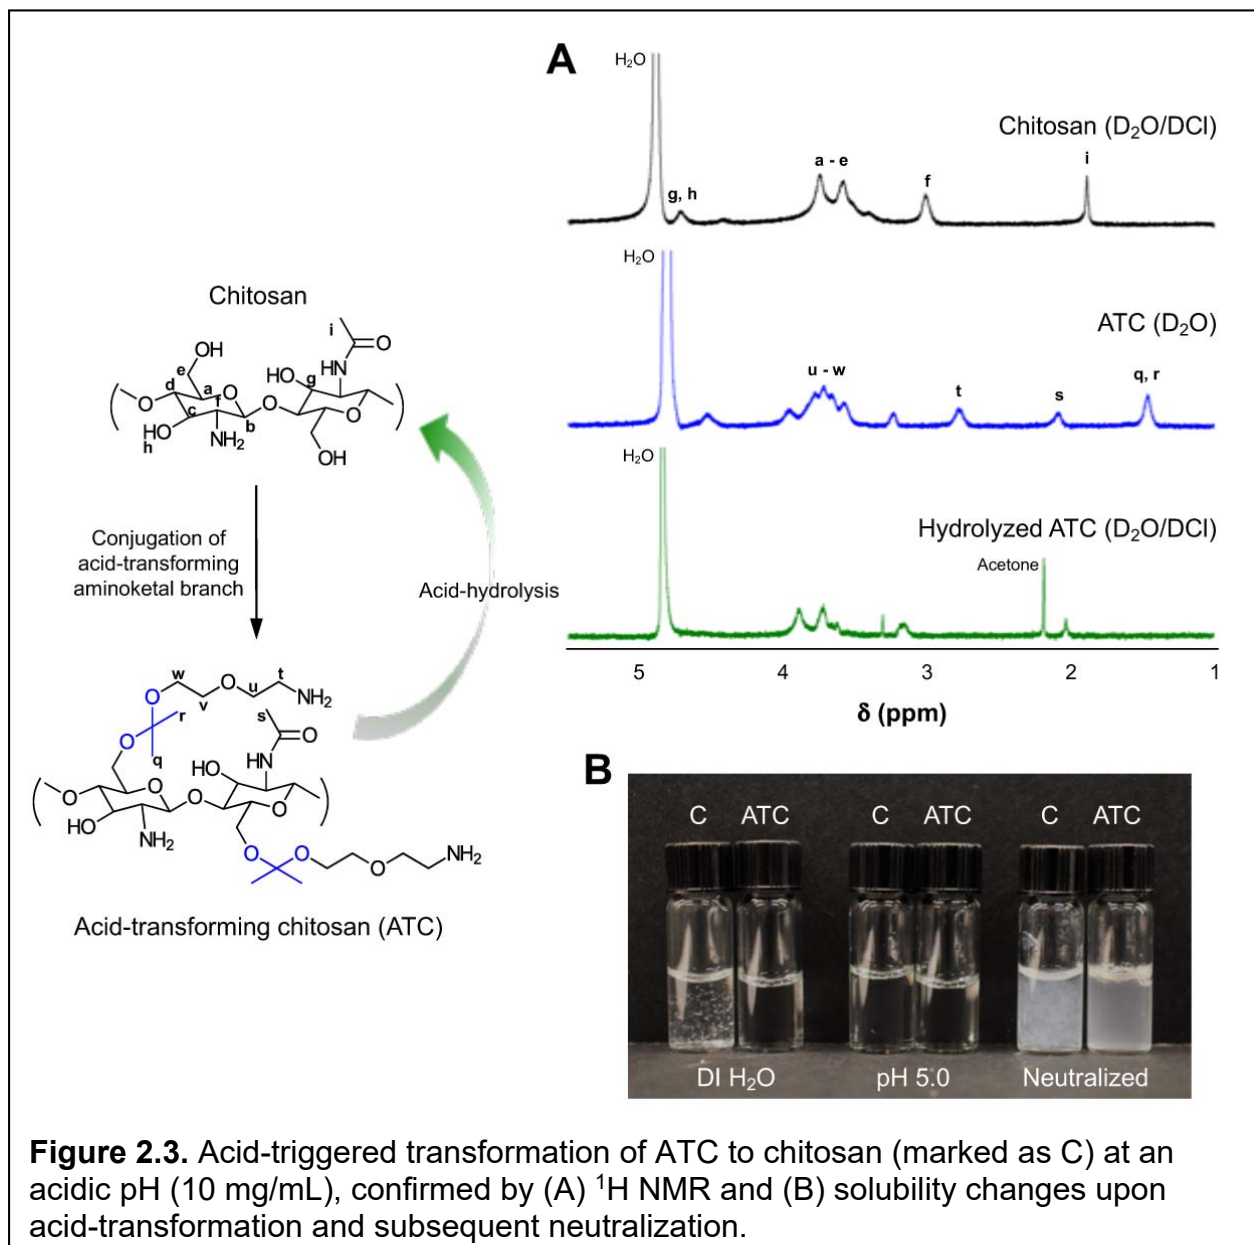 A
H₂O
Chitosan (D₂O/DCl)
g, h
a - e
f
i
H₂O
ATC (D₂O)
u - w
t
s
q, r
H₂O
Hydrolyzed ATC (D₂O/DCl)
Acetone
5 4 3 2 1
δ (ppm)
Chitosan
i
O
HN
OH
e
HO
g
d
a
O
O
f
c
O
O
b
HO
h
NH₂
OH
Conjugation of
acid-transforming
aminoketal branch
Acid-hydrolysis
w
O
v
O
u
t
NH₂
r
O
q
s
O
HN
HO
O
O
O
O
HO
NH₂
O
O
O
NH₂
Acid-transforming chitosan (ATC)
B
C ATC C ATC C ATC
DI H₂O pH 5.0 Neutralized
Figure 2.3. Acid-triggered transformation of ATC to chitosan (marked as C) at an
acidic pH (10 mg/mL), confirmed by (A) ¹H NMR and (B) solubility changes upon
acid-transformation and subsequent neutralization.